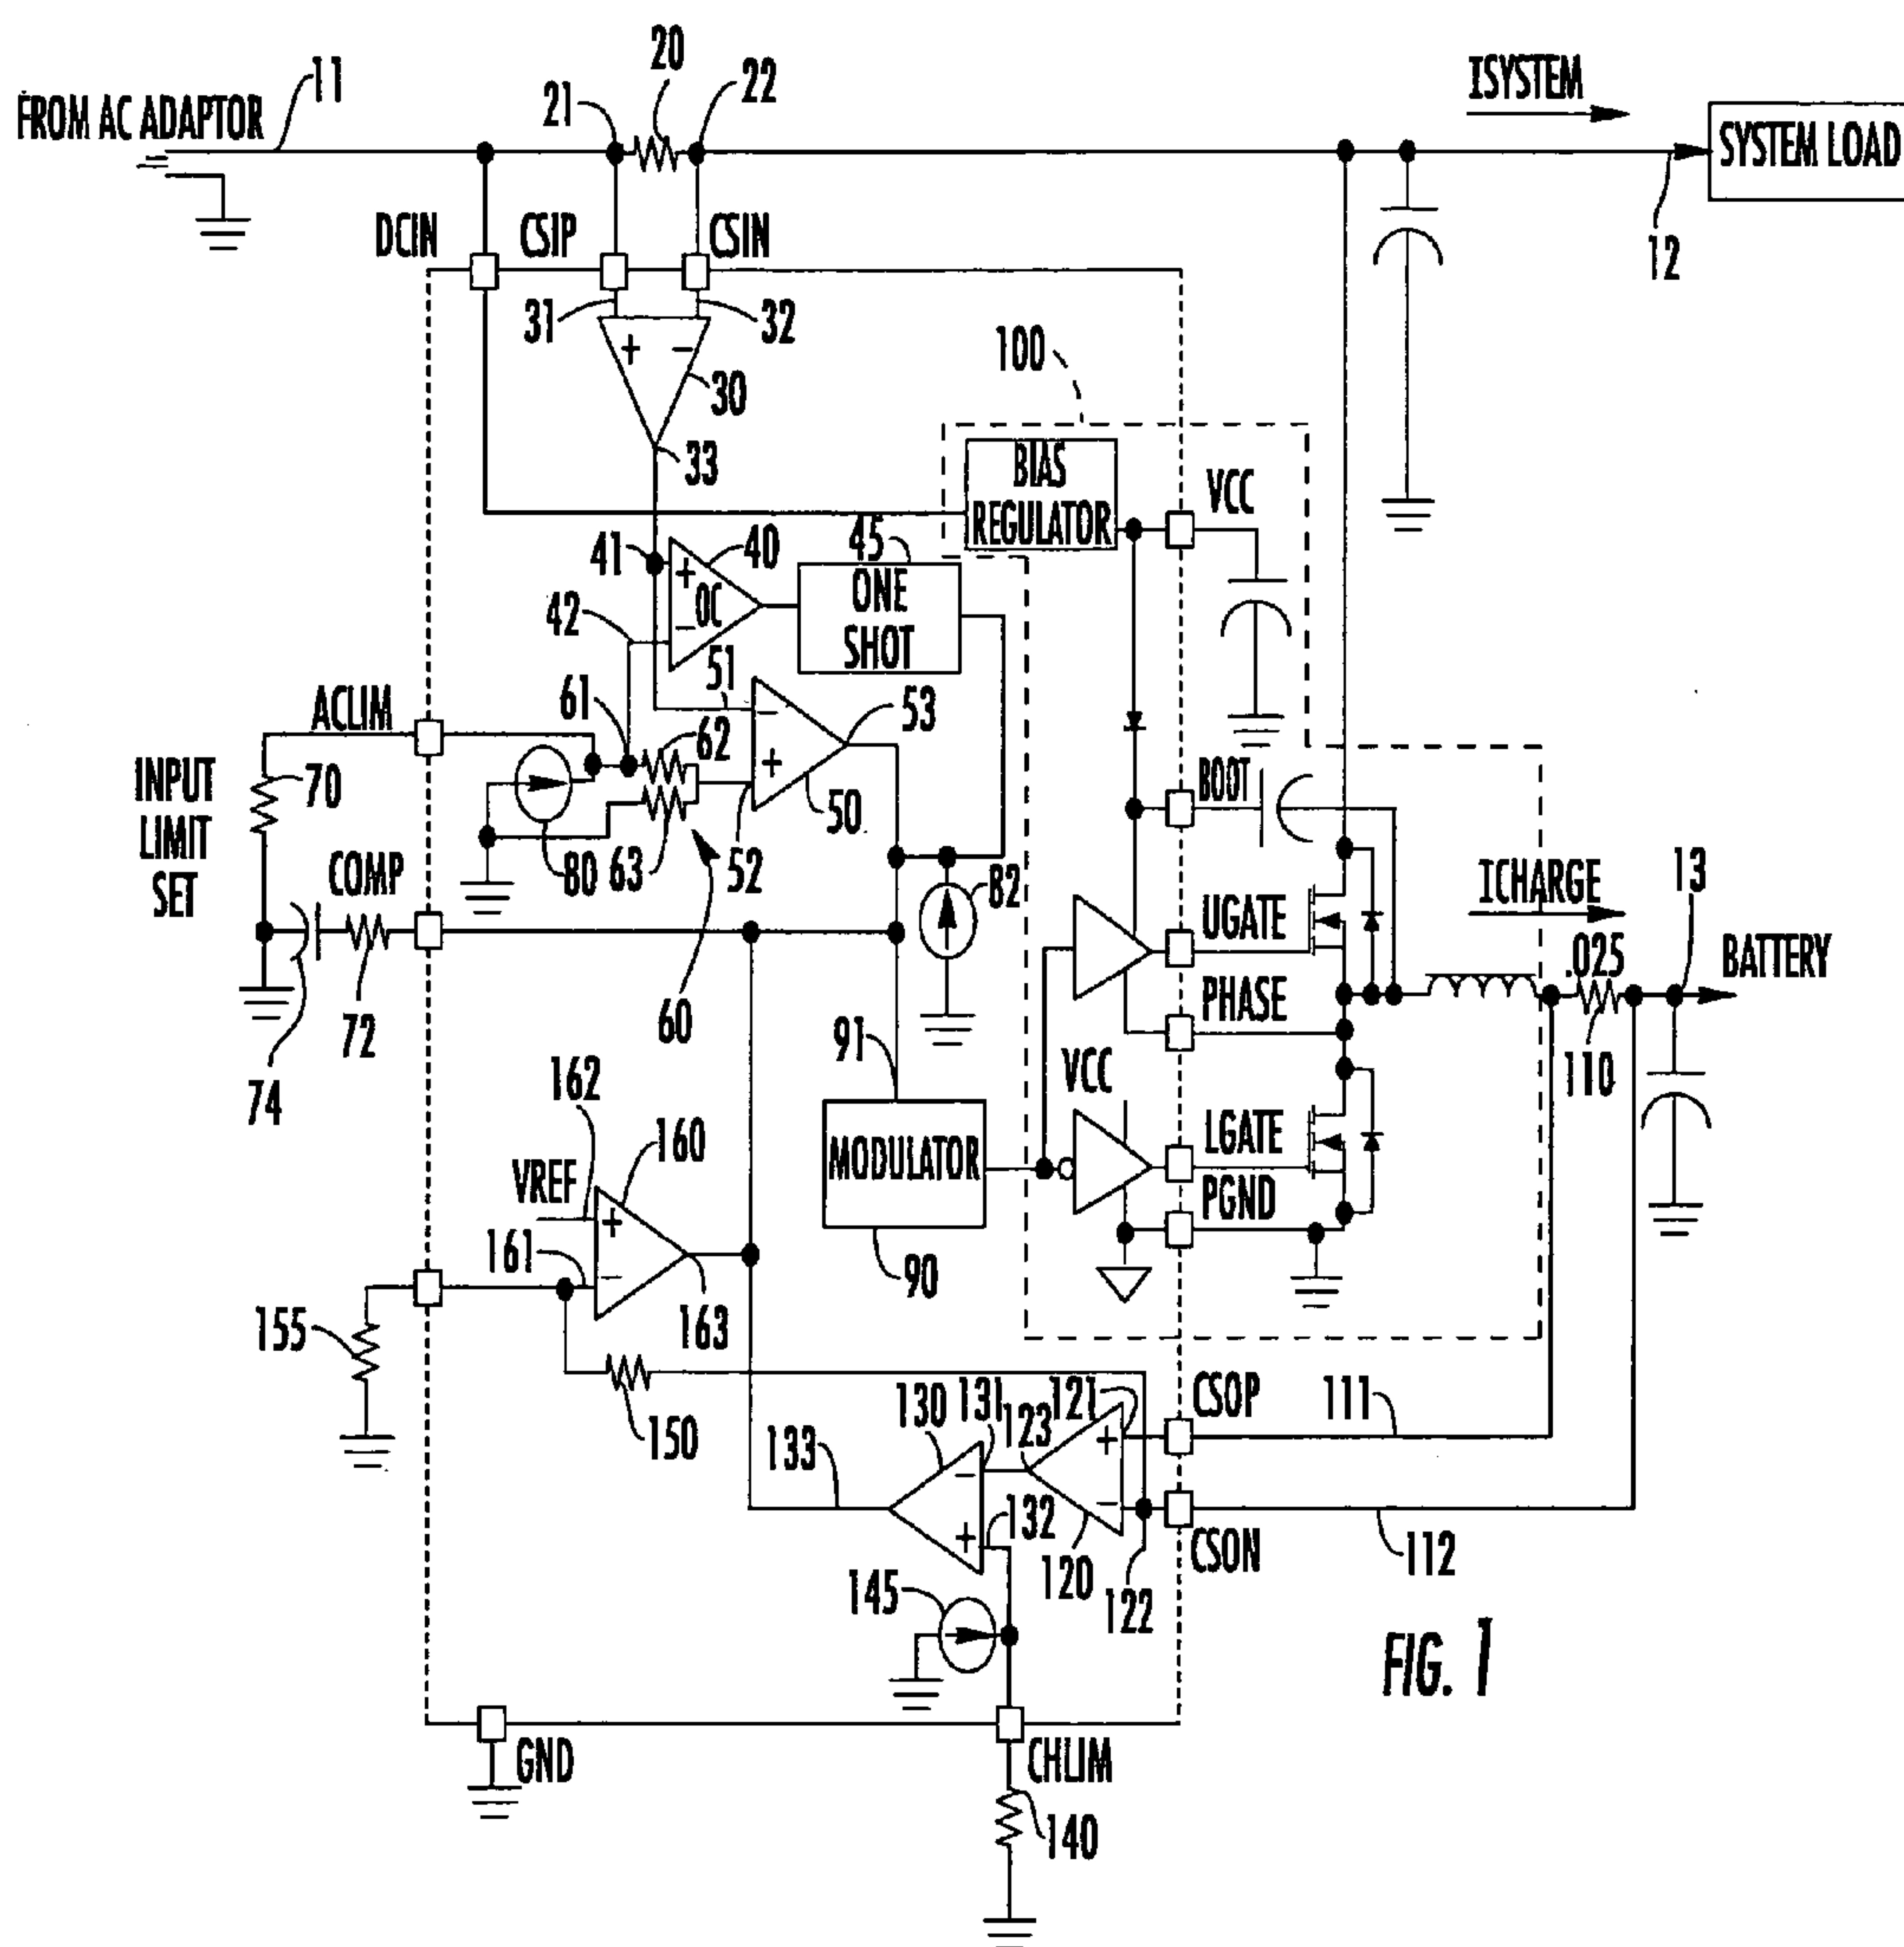 FROM AC ADAPTOR
11
21
20
22
ISYSTEM
SYSTEM LOAD
12
DCIN
CSIP
CSIN
31
32
30
33
100
BIAS
REGULATOR
VCC
41
40
45
OC
ONE
SHOT
42
51
61
62
53
ACLIM
INPUT
LIMIT
SET
70
50
BOOT
COMP
80
63
52
82
UGATE
ICHARGE
13
.025
BATTERY
PHASE
60
72
74
91
VCC
110
162
160
MODULATOR
LGATE
PGND
VREF
161
90
163
155
150
130
131
123
121
CSOP
111
133
132
120
122
CSON
112
145
FIG. 1
GND
CHLIM
140